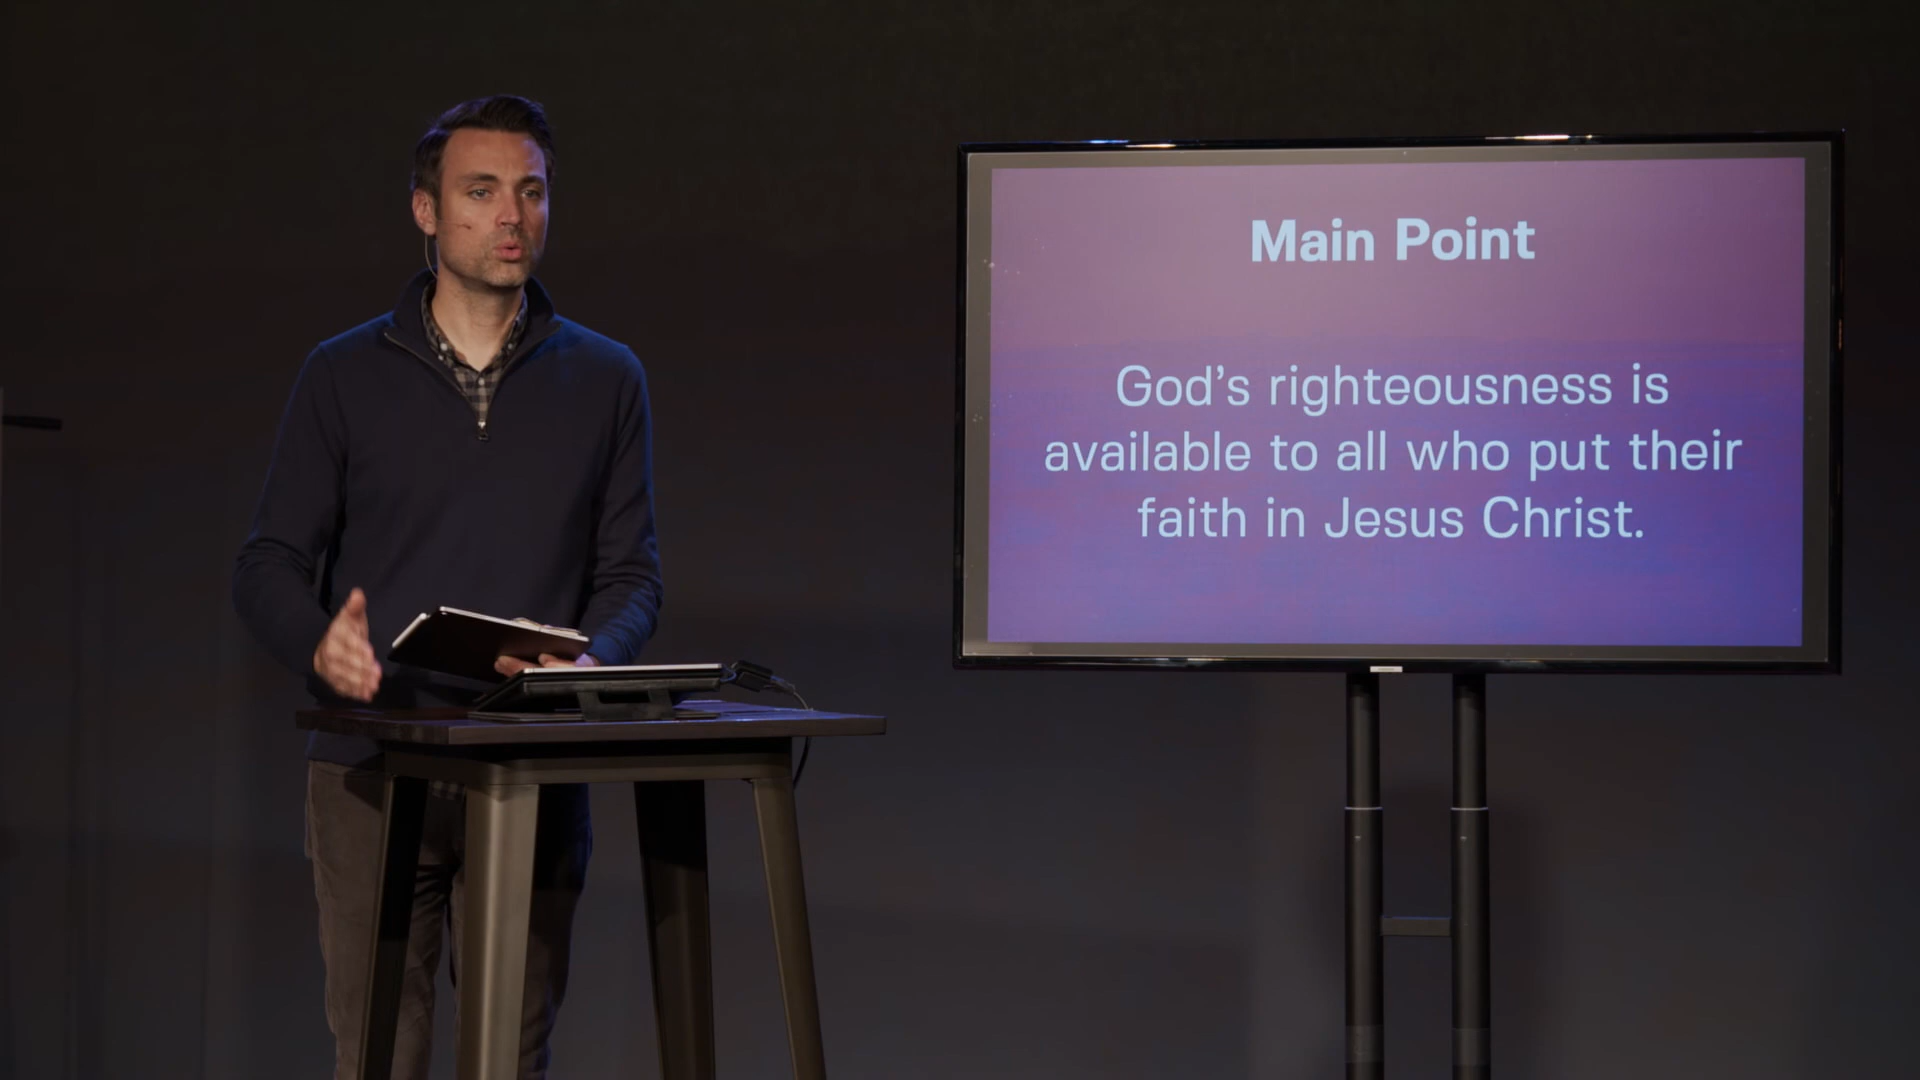 Main Point
God’s righteousness is
available to all who put their
faith in Jesus Christ.